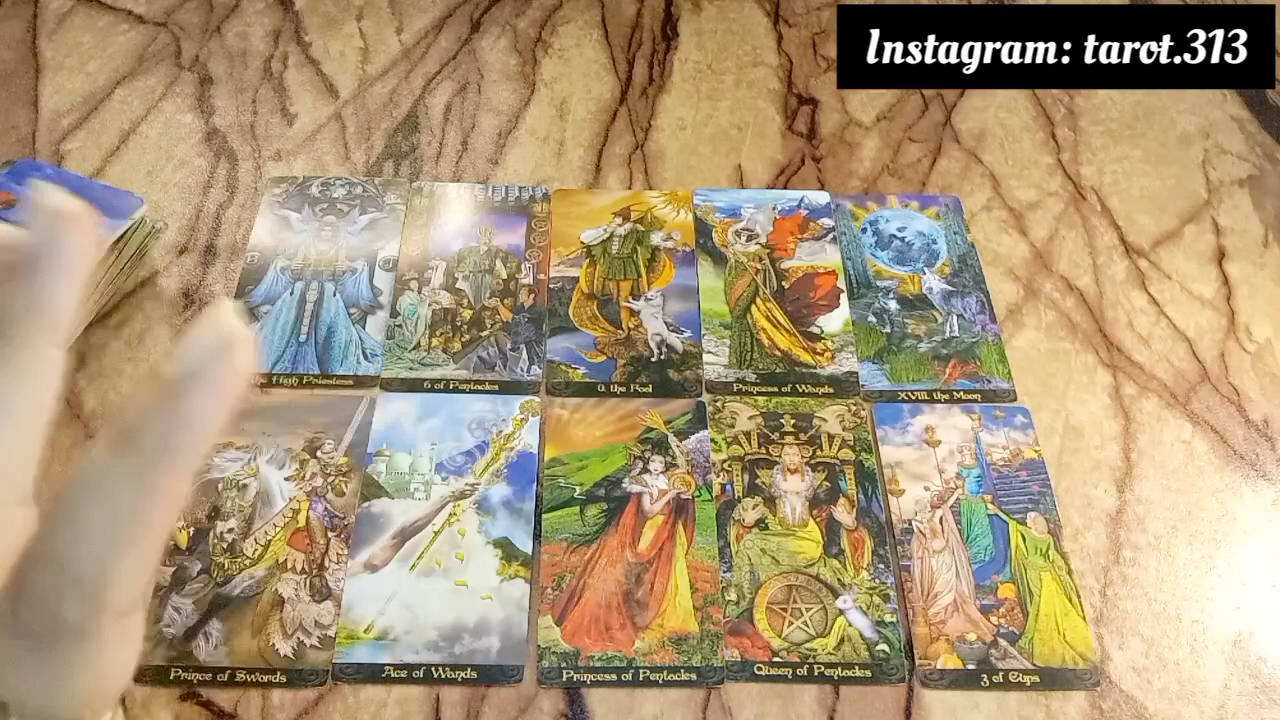 Instagram: tarot.313
The High Priestess
6 of Pentacles
0. the Fool
Princess of Wands
XVIII. the Moon
Prince of Swords
Ace of Wands
Princess of Pentacles
Queen of Pentacles
3 of Cups